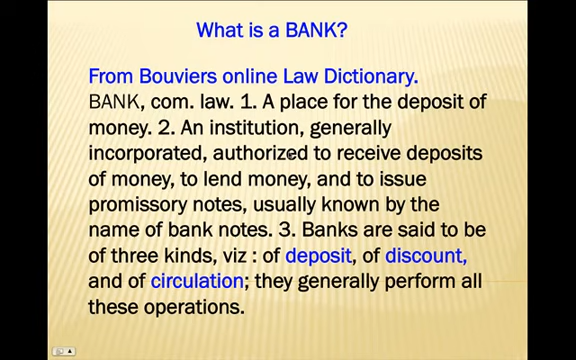 What is a BANK?
From Bouviers online Law Dictionary.
BANK, com. law. 1. A place for the deposit of
money. 2. An institution, generally
incorporated, authorized to receive deposits
of money, to lend money, and to issue
promissory notes, usually known by the
name of bank notes. 3. Banks are said to be
of three kinds, viz : of deposit, of discount,
and of circulation; they generally perform all
these operations.